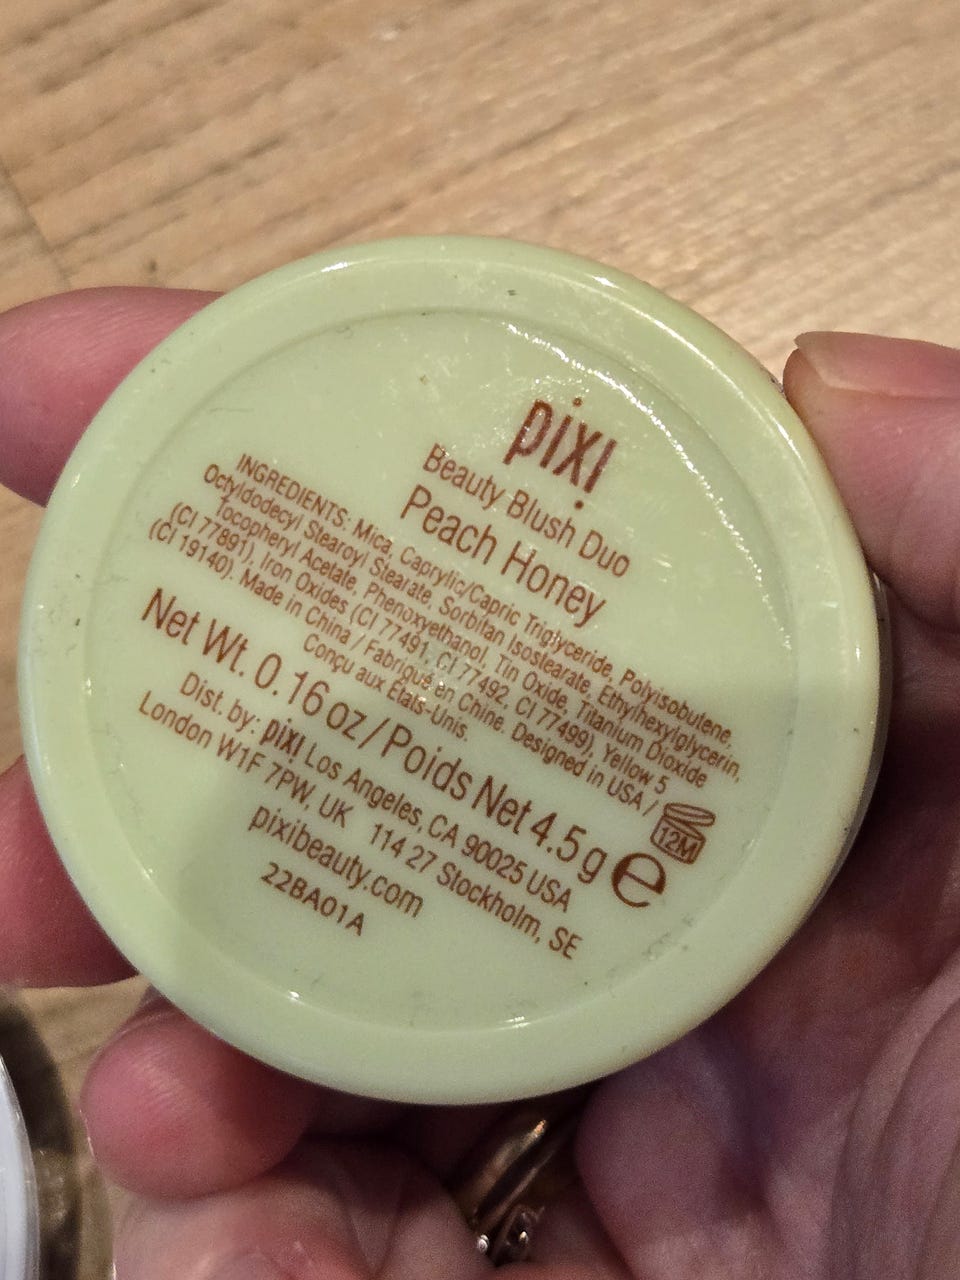 pixi
Beauty Blush Duo
Peach Honey
INGREDIENTS: Mica, Caprylic/Capric Triglyceride, Polyisobutene,
Octyldodecyl Stearoyl Stearate, Sorbitan Isostearate, Ethylhexylglycerin,
Tocopheryl Acetate, Phenoxyethanol, Tin Oxide, Titanium Dioxide
(CI 77891), Iron Oxides (CI 77491, CI 77492, CI 77499), Yellow 5
(CI 19140). Made in China / Fabriqué en Chine. Designed in USA /
Conçu aux États-Unis.
12M
Net Wt. 0.16 oz / Poids Net 4.5 g e
Dist. by: pixi Los Angeles, CA 90025 USA
London W1F 7PW, UK 114 27 Stockholm, SE
pixibeauty.com
22BA01A